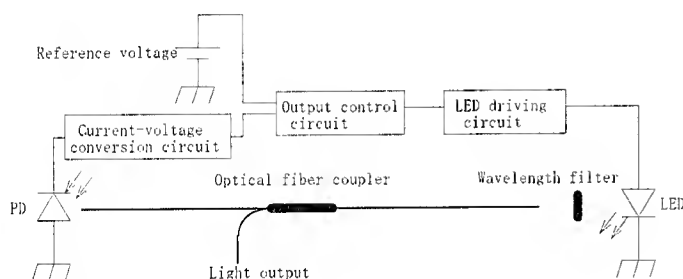 Reference voltage
Output control
circuit
LED driving
circuit
Current-voltage
conversion circuit
Optical fiber coupler
Wavelength filter
PD
LED
Light output